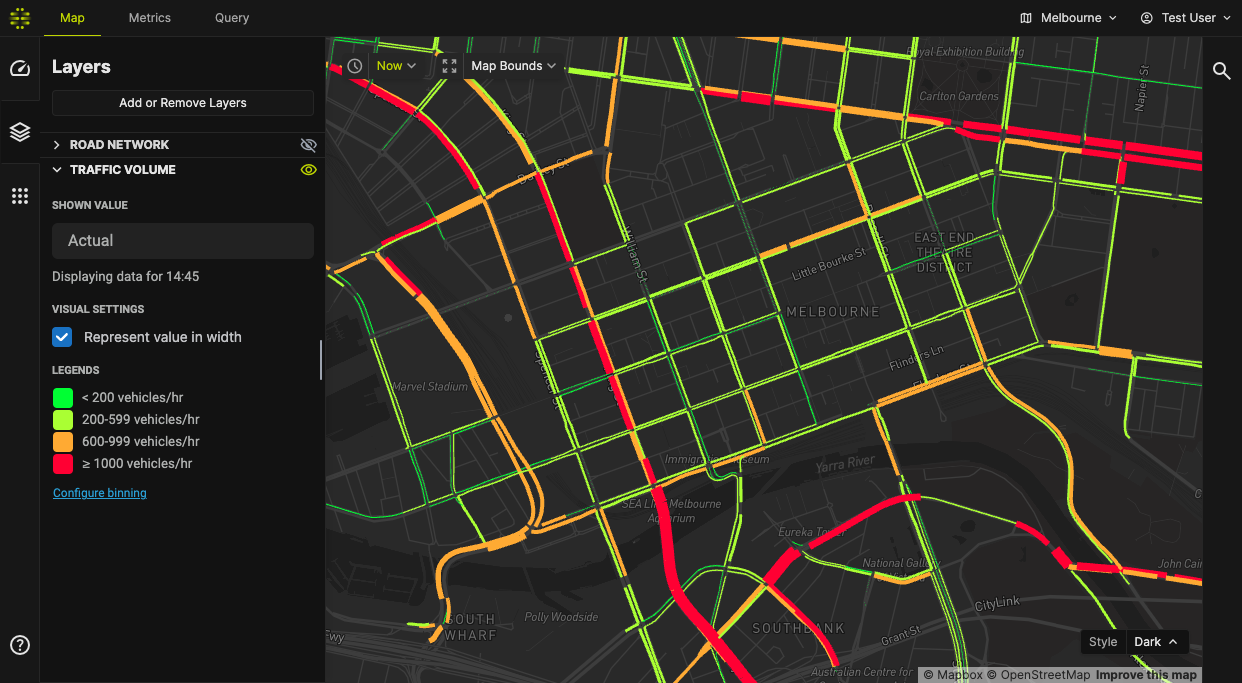 Map
Metrics
Query
Melbourne
Test User
Layers
Add or Remove Layers
ROAD NETWORK
TRAFFIC VOLUME
SHOWN VALUE
Actual
Displaying data for 14:45
VISUAL SETTINGS
Represent value in width
LEGENDS
< 200 vehicles/hr
200-599 vehicles/hr
600-999 vehicles/hr
≥ 1000 vehicles/hr
Configure binning
Now
Map Bounds
Royal Exhibition Building
Carlton Gardens
Napier St
William St
EAST END
THEATRE
DISTRICT
Little Bourke St
MELBOURNE
Flinders Ln
Marvel Stadium
Yarra River
SEA LIFE Melbourne
Aquarium
Eureka Tower
National Gallery
John Cain
CityLink
Polly Woodside
SOUTH
WHARF
SOUTHBANK
Grant St
Fwy
Australian Centre for
Style
Dark
© Mapbox © OpenStreetMap Improve this map